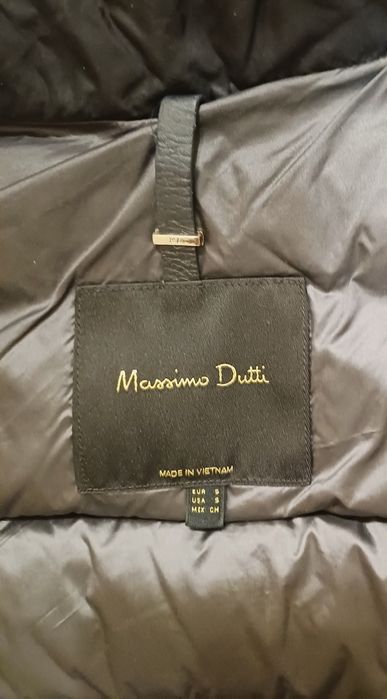 Massimo Dutti
MADE IN VIETNAM
EUR S
USA S
MEX CH